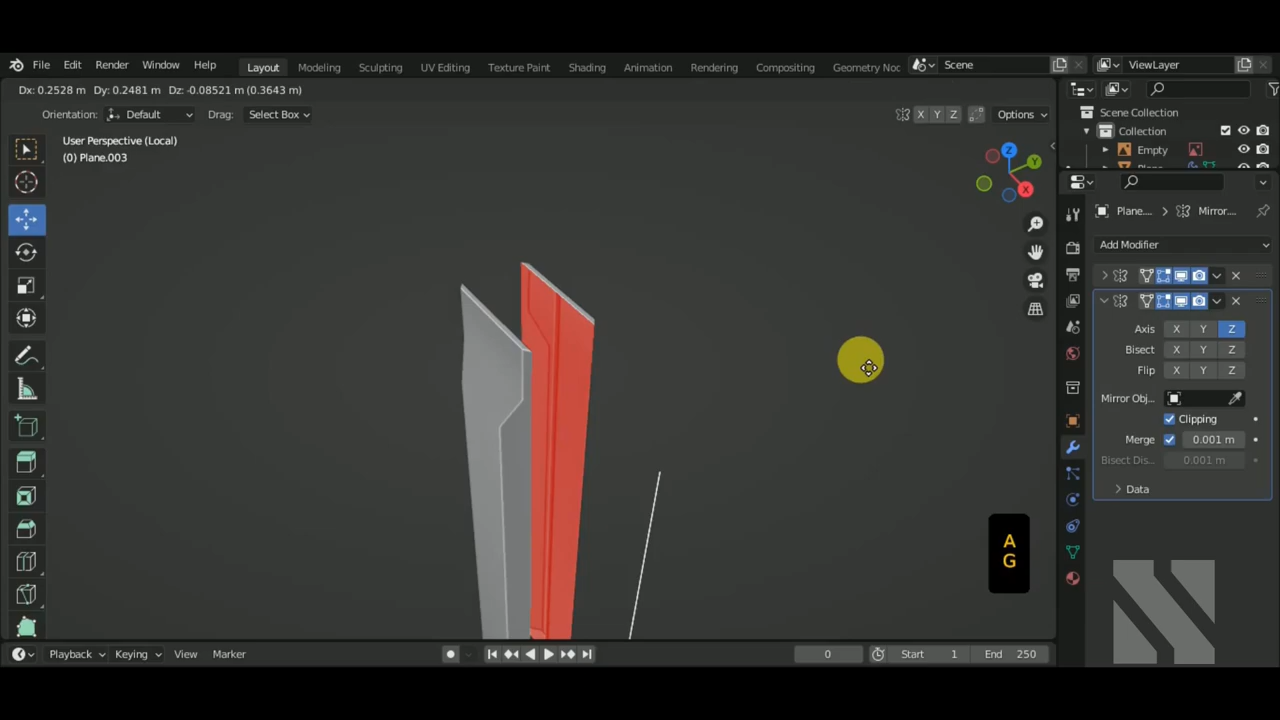 File Edit Render Window Help Layout Modeling Sculpting UV Editing Texture Paint Shading Animation Rendering Compositing Geometry Noc Scene ViewLayer
Dx: 0.2528 m Dy: 0.2481 m Dz: -0.08521 m (0.3643 m)
Orientation: Default Drag: Select Box X Y Z Options
Scene Collection
Collection
Empty
User Perspective (Local)
(0) Plane.003
Z
Y
X
Plane.... Mirror....
Add Modifier
Axis X Y Z
Bisect X Y Z
Flip X Y Z
Mirror Obj...
Clipping
Merge 0.001 m
Bisect Dis... 0.001 m
Data
A
G
Playback Keying View Marker 0 Start 1 End 250